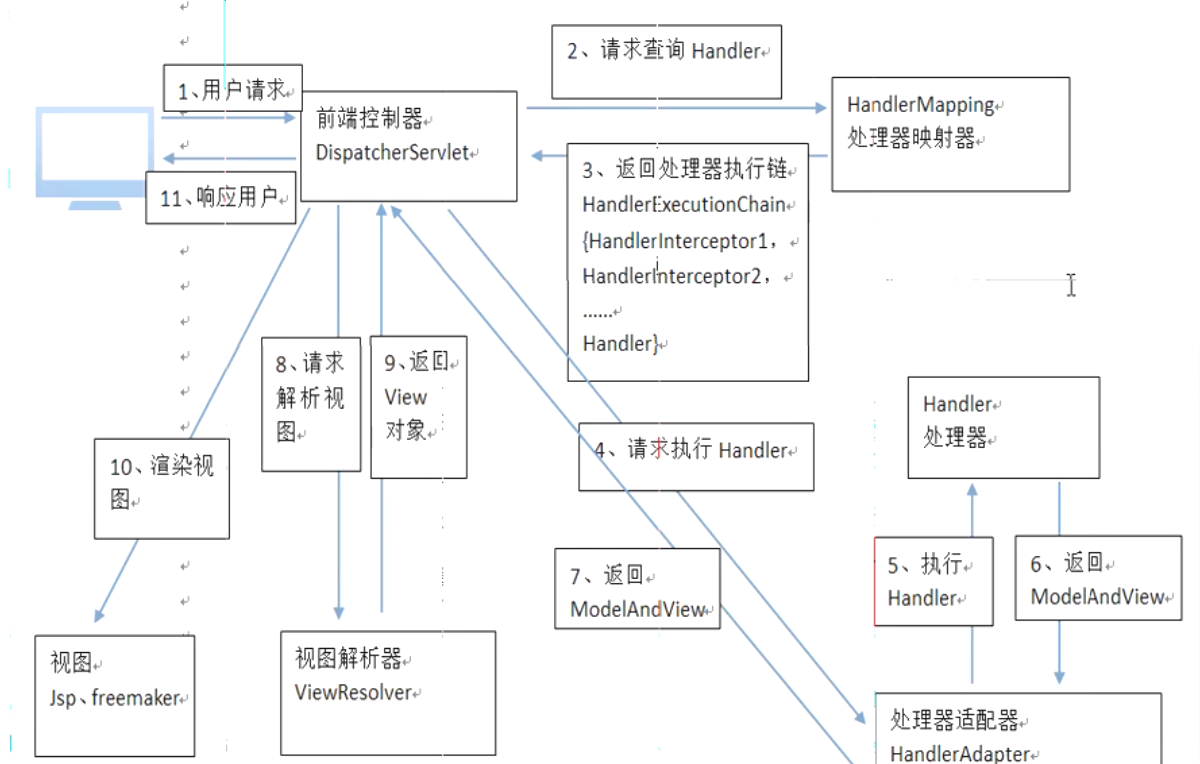 1、用户请求
前端控制器
DispatcherServlet
2、请求查询 Handler
HandlerMapping
处理器映射器
3、返回处理器执行链
HandlerExecutionChain
{HandlerInterceptor1，
HandlerInterceptor2，
......
Handler}
11、响应用户
8、请求
解析视
图
9、返回
View
对象
4、请求执行 Handler
Handler
处理器
10、渲染视
图
7、返回
ModelAndView
5、执行
Handler
6、返回
ModelAndView
视图
Jsp、freemaker
视图解析器
ViewResolver
处理器适配器
HandlerAdapter